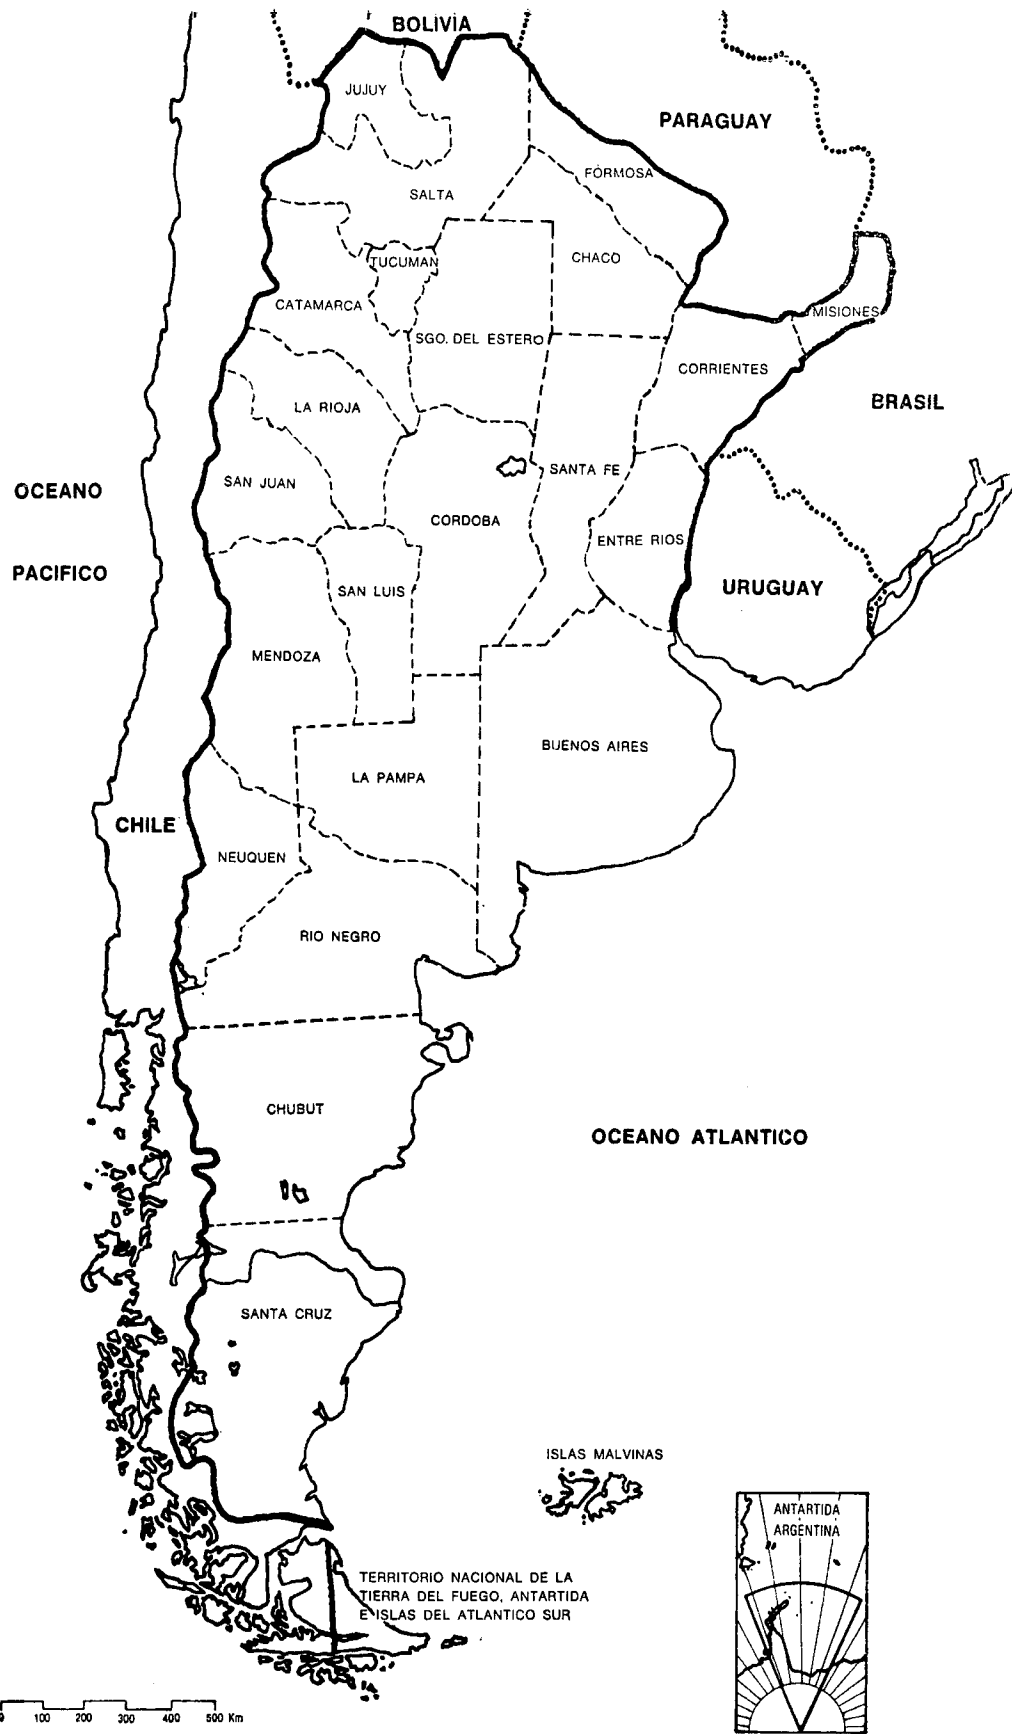 BOLIVIA
JUJUY
PARAGUAY
FORMOSA
SALTA
CHACO
TUCUMAN
CATAMARCA
MISIONES
SGO. DEL ESTERO
CORRIENTES
BRASIL
LA RIOJA
SANTA FE
SAN JUAN
OCEANO
PACIFICO
CORDOBA
ENTRE RIOS
URUGUAY
SAN LUIS
MENDOZA
BUENOS AIRES
LA PAMPA
CHILE
NEUQUEN
RIO NEGRO
CHUBUT
OCEANO ATLANTICO
SANTA CRUZ
ISLAS MALVINAS
ANTARTIDA
ARGENTINA
TERRITORIO NACIONAL DE LA
TIERRA DEL FUEGO, ANTARTIDA
E ISLAS DEL ATLANTICO SUR
0 100 200 300 400 500 Km